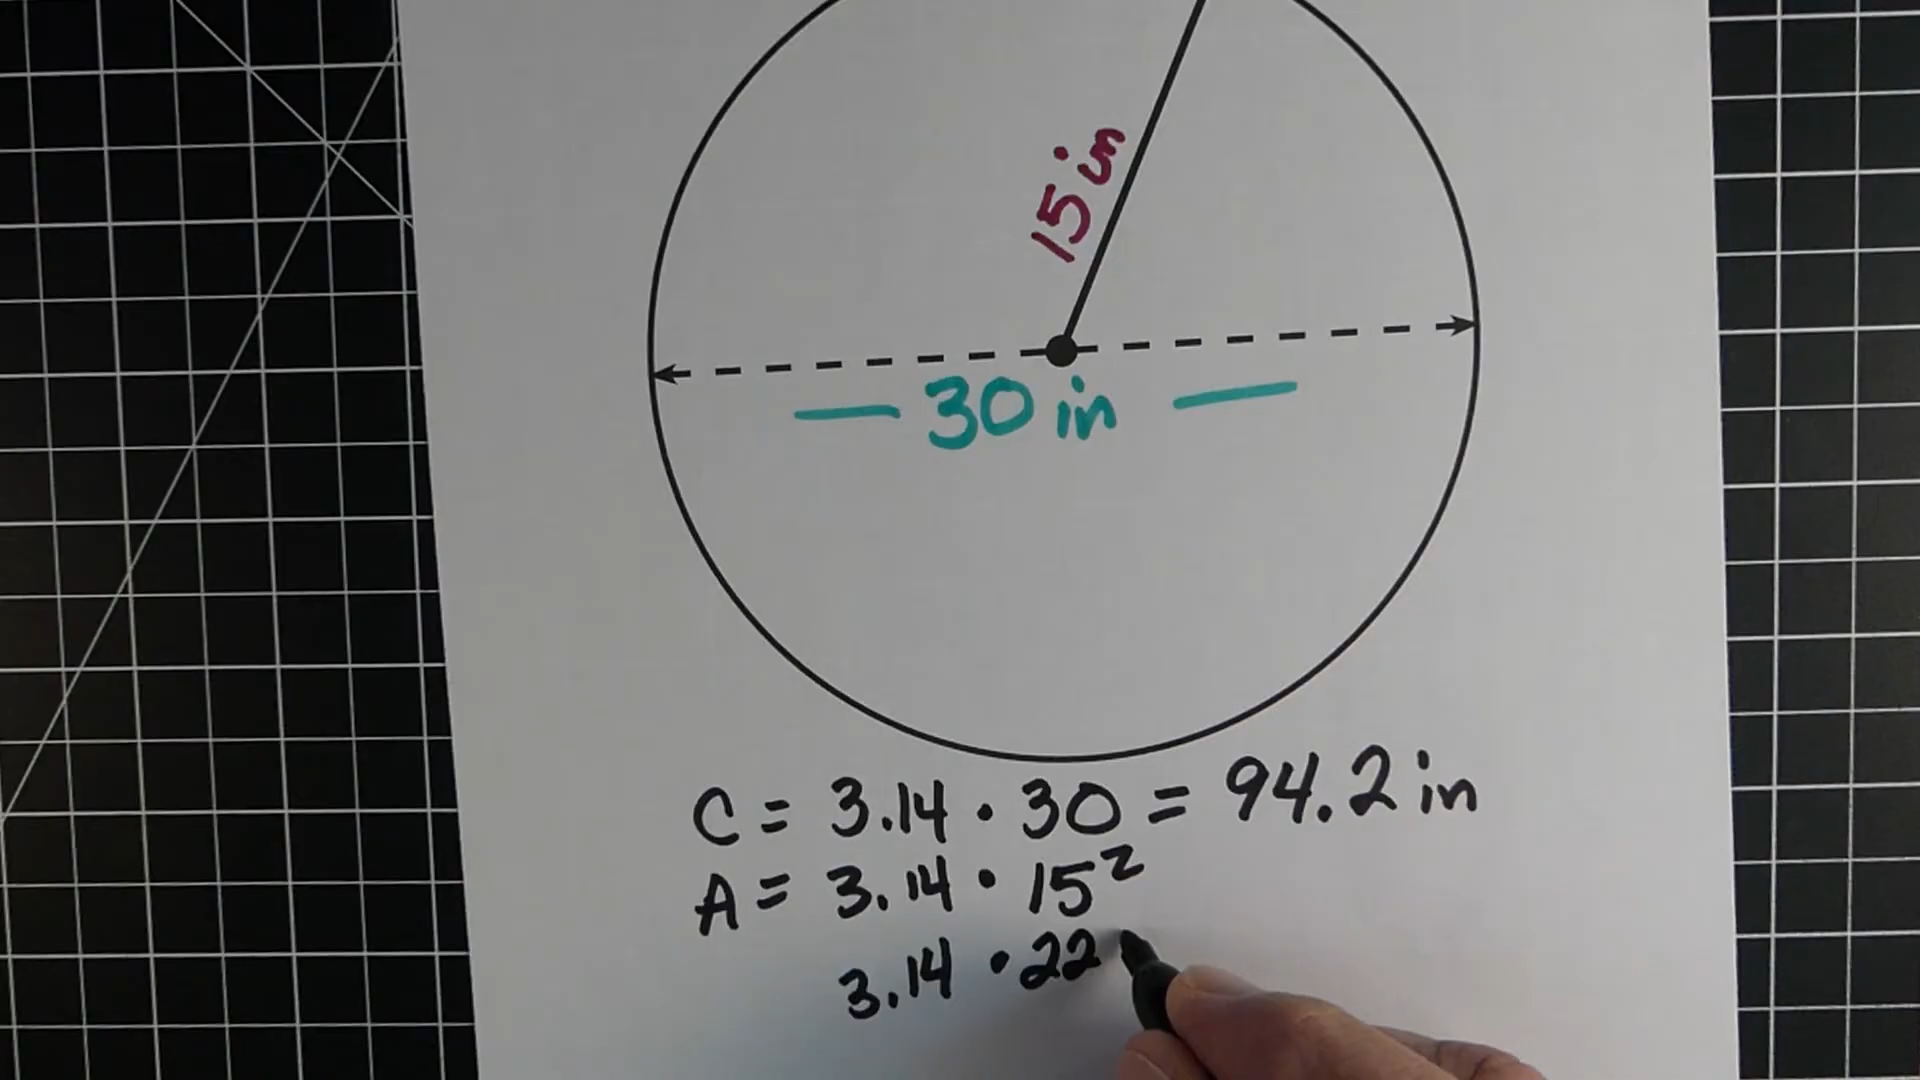 15 in
30 in
C = 3.14 · 30 = 94.2 in
A = 3.14 · 15²
3.14 · 22